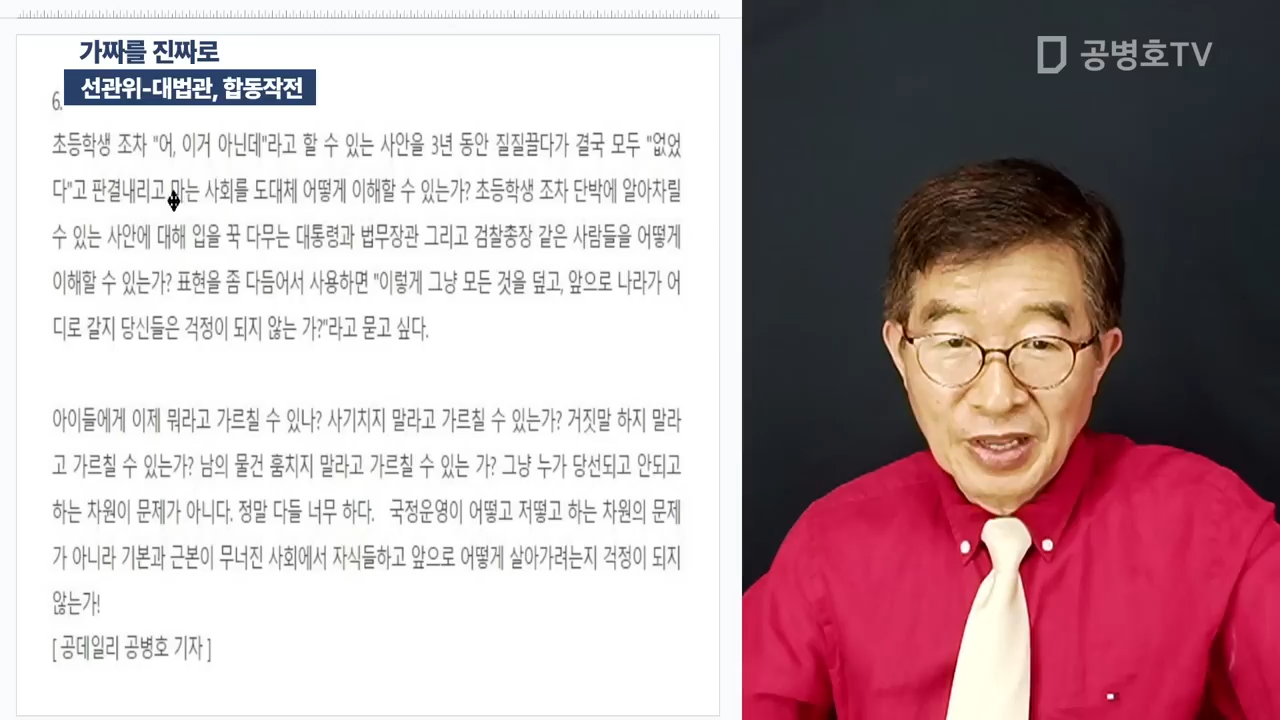 가짜를 진짜로
선관위-대법관, 합동작전
공병호TV
6.
초등학생 조차 "어, 이거 아닌데"라고 할 수 있는 사안을 3년 동안 질질끌다가 결국 모두 "없었
다"고 판결내리고 마는 사회를 도대체 어떻게 이해할 수 있는가? 초등학생 조차 단박에 알아차릴
수 있는 사안에 대해 입을 꾹 다무는 대통령과 법무장관 그리고 검찰총장 같은 사람들을 어떻게
이해할 수 있는가? 표현을 좀 다듬어서 사용하면 "이렇게 그냥 모든 것을 덮고, 앞으로 나라가 어
디로 갈지 당신들은 걱정이 되지 않는 가?"라고 묻고 싶다.
아이들에게 이제 뭐라고 가르칠 수 있나? 사기치지 말라고 가르칠 수 있는가? 거짓말 하지 말라
고 가르칠 수 있는가? 남의 물건 훔치지 말라고 가르칠 수 있는 가? 그냥 누가 당선되고 안되고
하는 차원이 문제가 아니다. 정말 다들 너무 하다. 국정운영이 어떻고 저떻고 하는 차원의 문제
가 아니라 기본과 근본이 무너진 사회에서 자식들하고 앞으로 어떻게 살아가려는지 걱정이 되지
않는가!
[ 공데일리 공병호 기자 ]